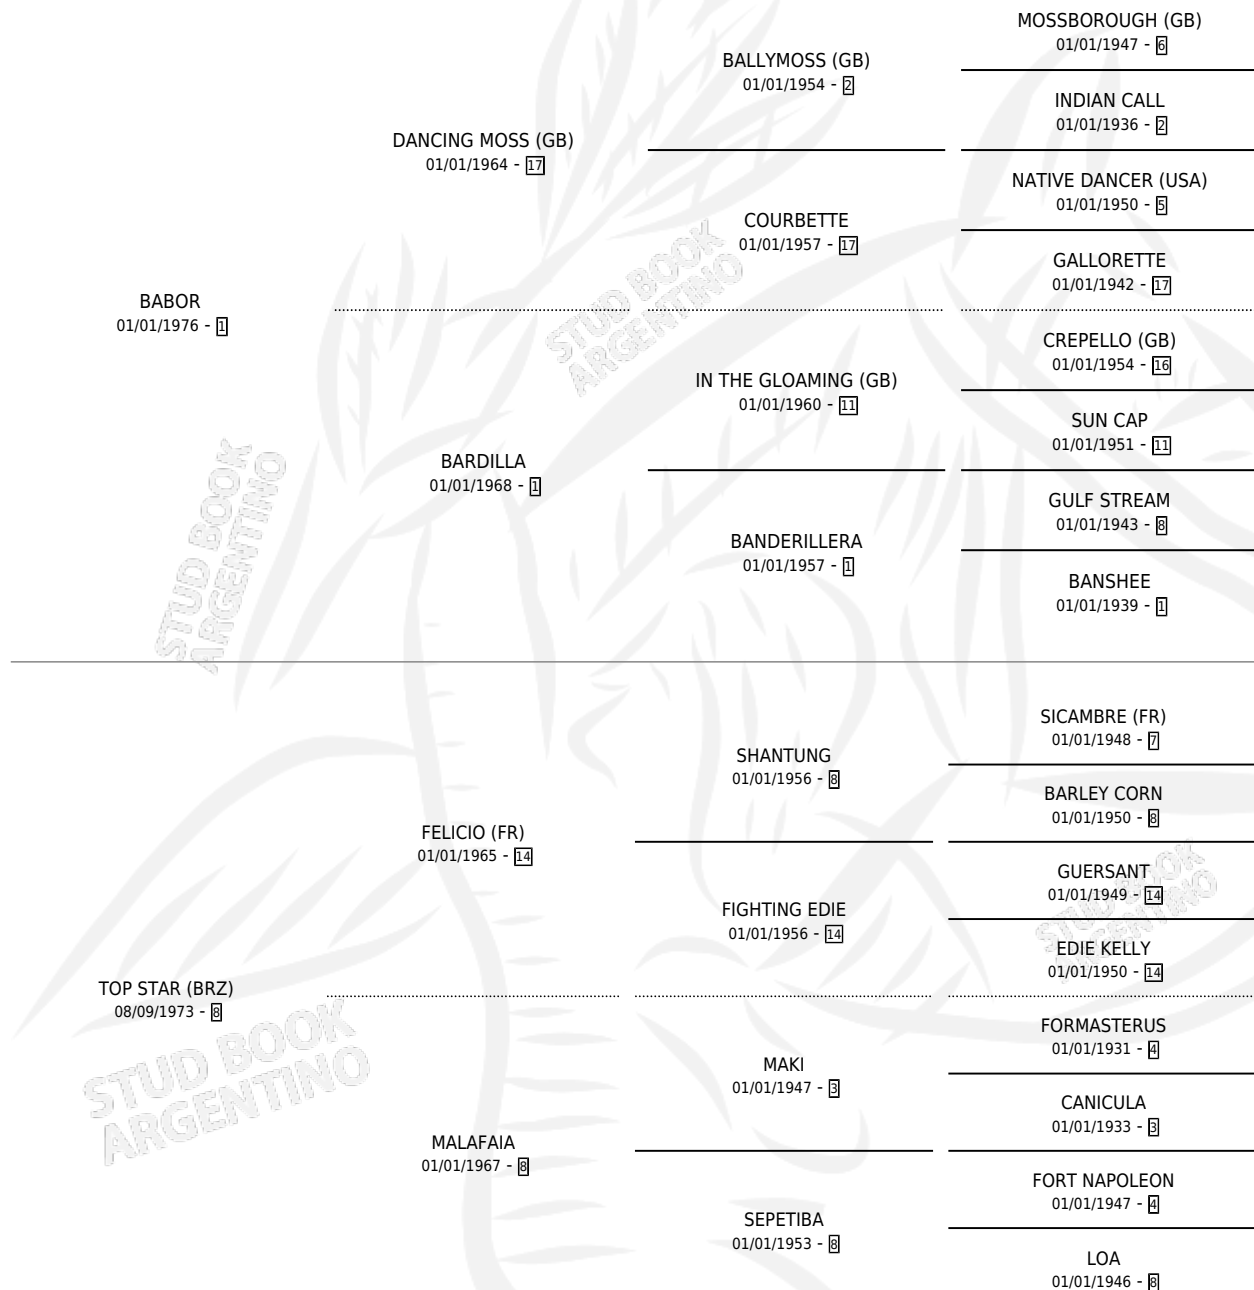 MOSSBOROUGH (GB)
01/01/1947 - 6
BALLYMOSS (GB)
01/01/1954 - 2
INDIAN CALL
01/01/1936 - 2
DANCING MOSS (GB)
01/01/1964 - 17
NATIVE DANCER (USA)
01/01/1950 - 5
COURBETTE
01/01/1957 - 17
GALLORETTE
01/01/1942 - 17
BABOR
01/01/1976 - 1
STUD BOOK
ARGENTINO
CREPELLO (GB)
01/01/1954 - 16
IN THE GLOAMING (GB)
01/01/1960 - 11
SUN CAP
01/01/1951 - 11
BARDILLA
01/01/1968 - 1
GULF STREAM
01/01/1943 - 8
BANDERILLERA
01/01/1957 - 1
BANSHEE
01/01/1939 - 1
STUD BOOK
ARGENTINO
SICAMBRE (FR)
01/01/1948 - 7
SHANTUNG
01/01/1956 - 8
BARLEY CORN
01/01/1950 - 8
FELICIO (FR)
01/01/1965 - 14
GUERSANT
01/01/1949 - 14
STUD BOOK
ARGENTINO
FIGHTING EDIE
01/01/1956 - 14
EDIE KELLY
01/01/1950 - 14
TOP STAR (BRZ)
08/09/1973 - 8
STUD BOOK
ARGENTINO
FORMASTERUS
01/01/1931 - 4
MAKI
01/01/1947 - 3
CANICULA
01/01/1933 - 3
MALAFAIA
01/01/1967 - 8
FORT NAPOLEON
01/01/1947 - 4
SEPETIBA
01/01/1953 - 8
LOA
01/01/1946 - 8